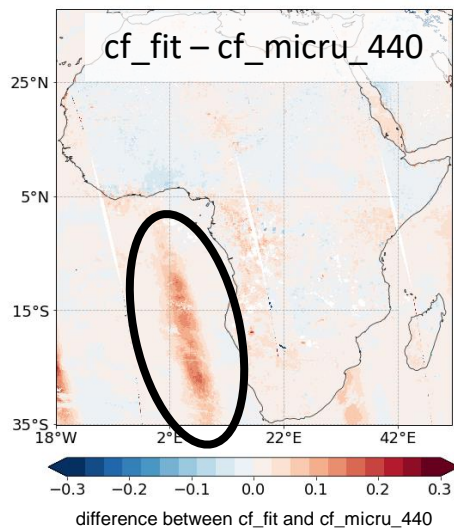 cf_fit – cf_micru_440
25°N
5°N
15°S
35°S
18°W 2°E 22°E 42°E
−0.3 −0.2 −0.1 0.0 0.1 0.2 0.3
difference between cf_fit and cf_micru_440